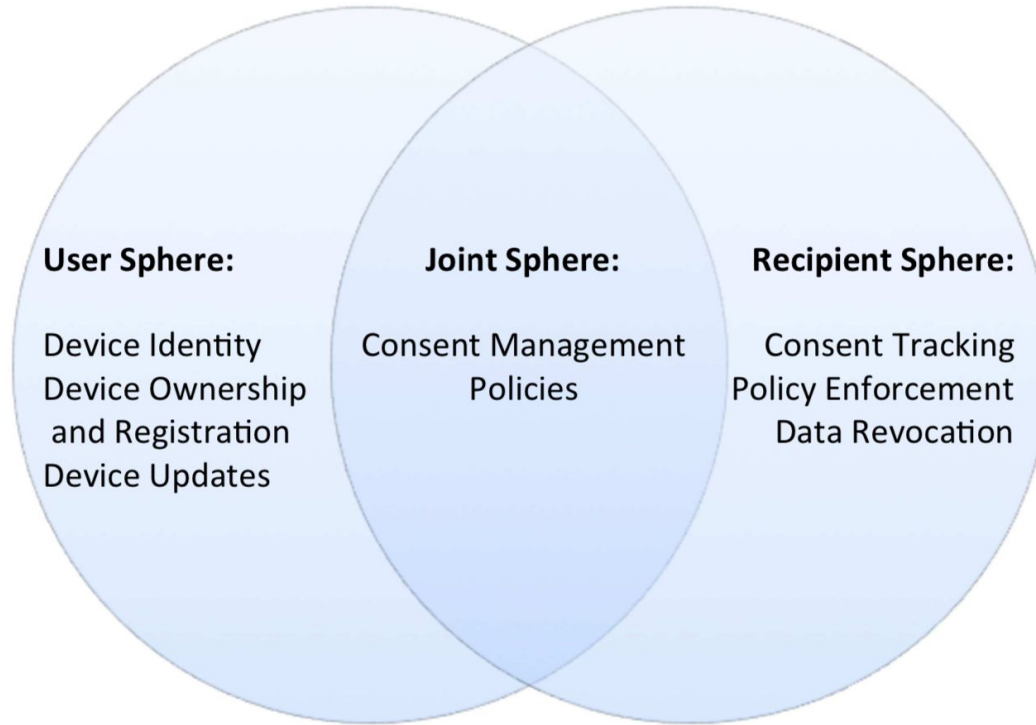 User Sphere:
Device Identity
Device Ownership
and Registration
Device Updates
Joint Sphere:
Consent Management
Policies
Recipient Sphere:
Consent Tracking
Policy Enforcement
Data Revocation